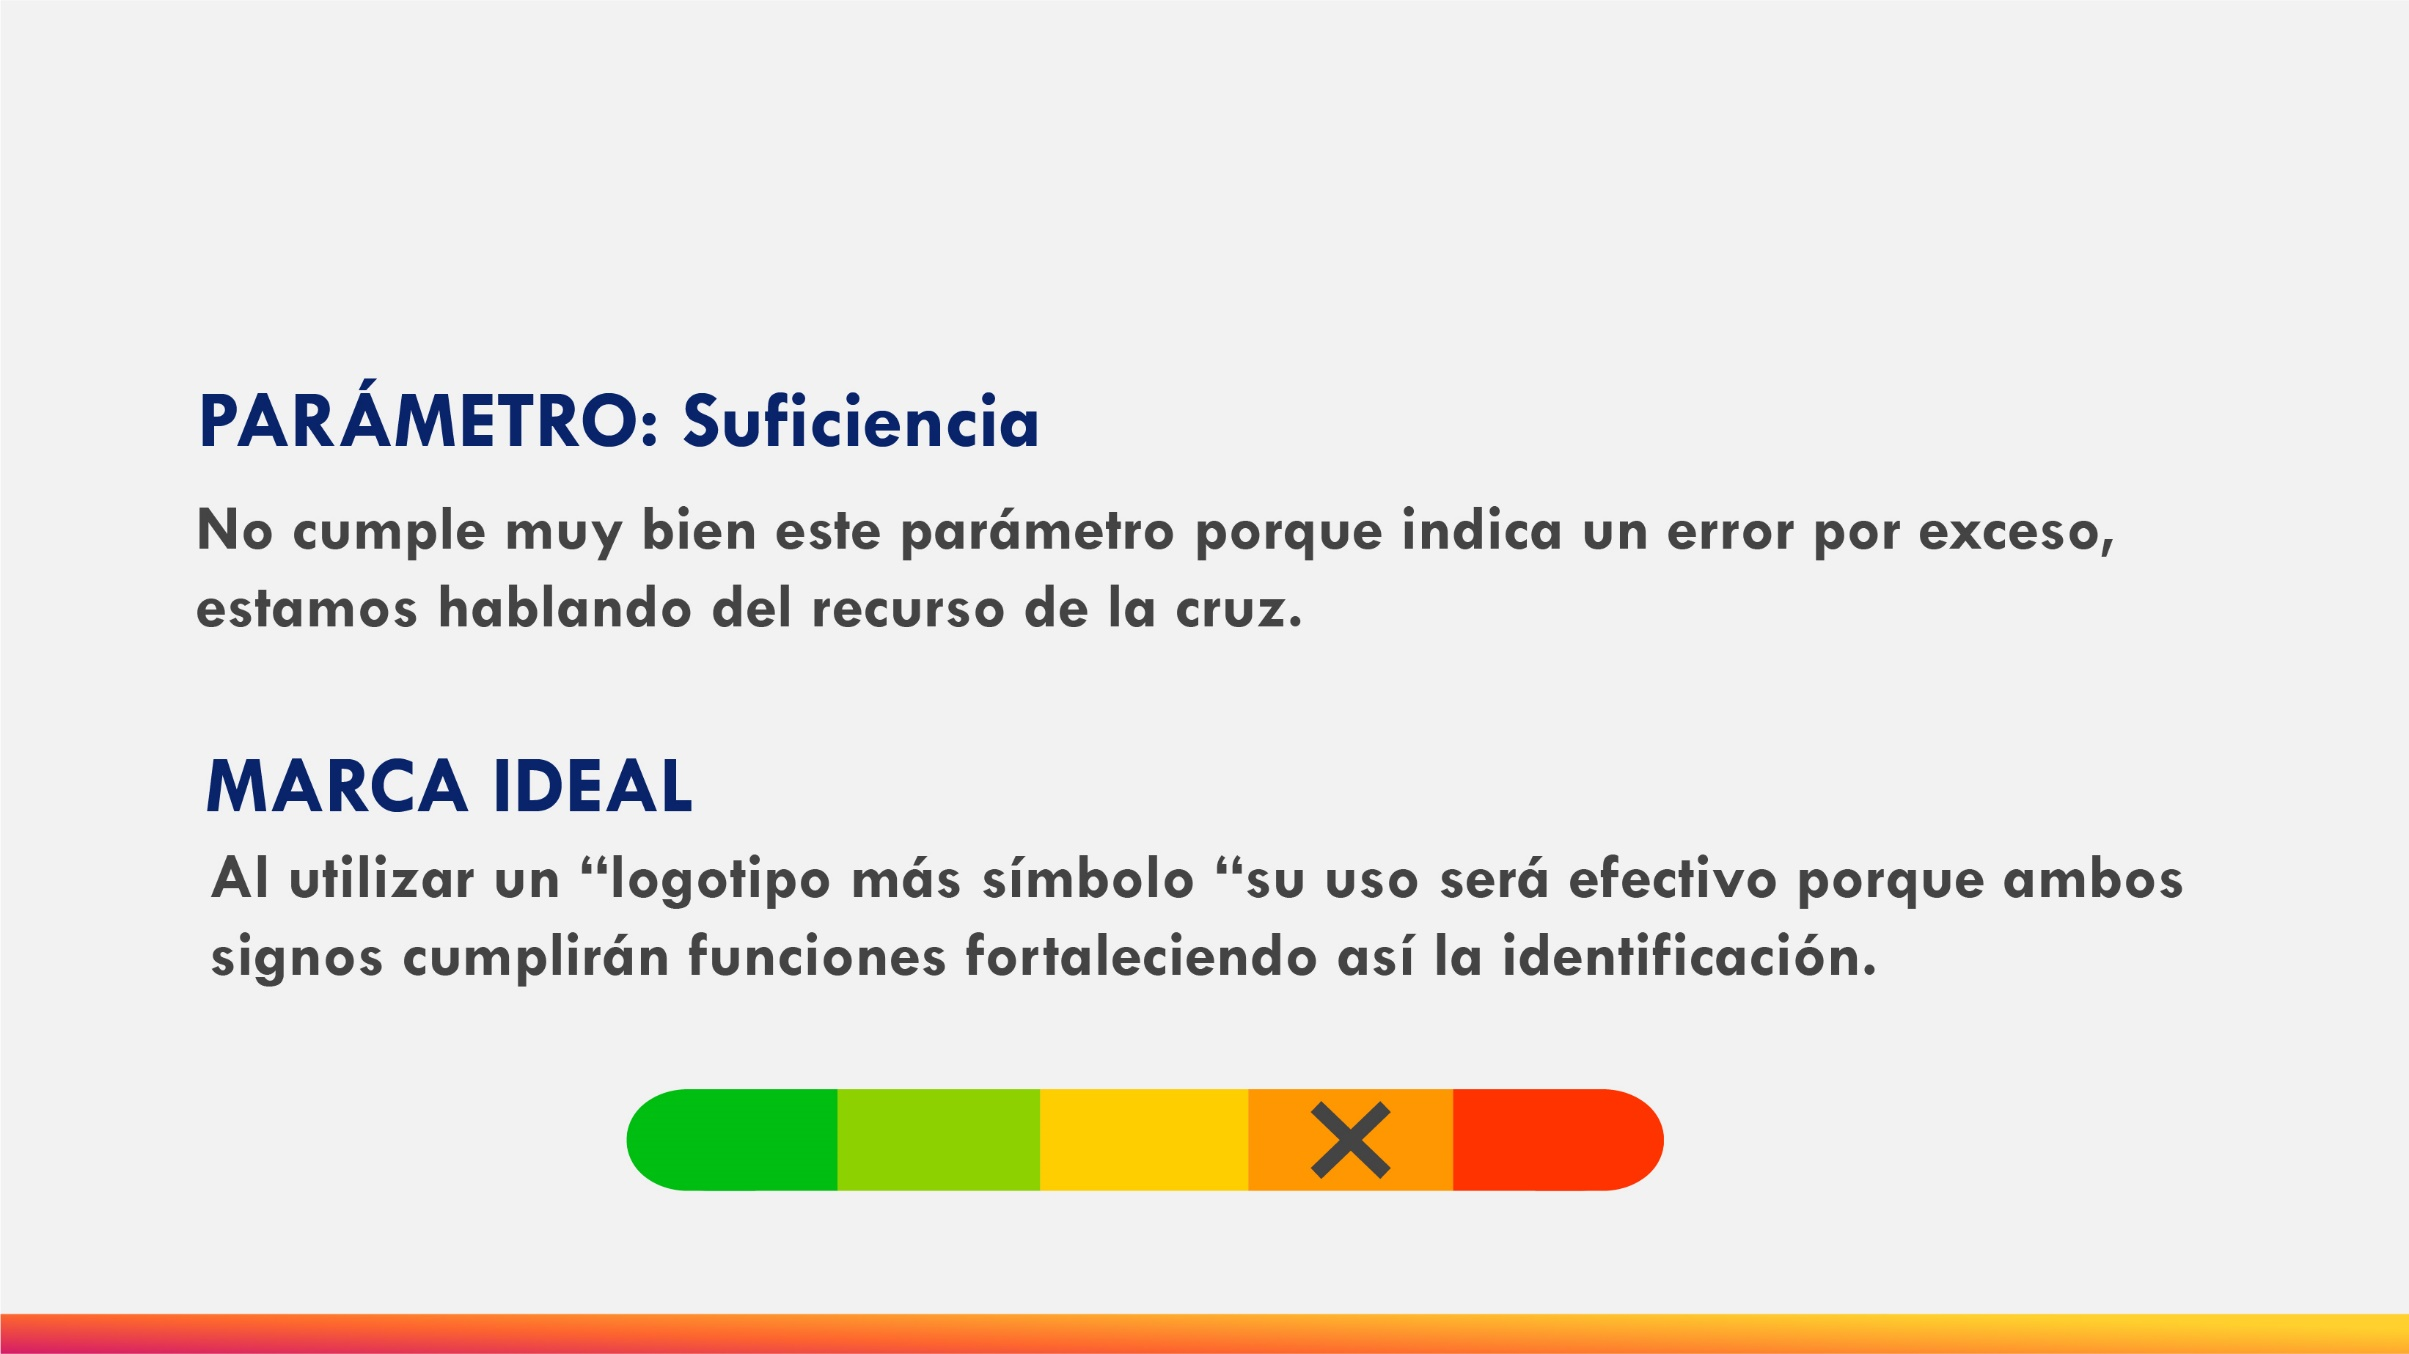 PARÁMETRO: Suficiencia
No cumple muy bien este parámetro porque indica un error por exceso,
estamos hablando del recurso de la cruz.
MARCA IDEAL
Al utilizar un “logotipo más símbolo “su uso será efectivo porque ambos
signos cumplirán funciones fortaleciendo así la identificación.